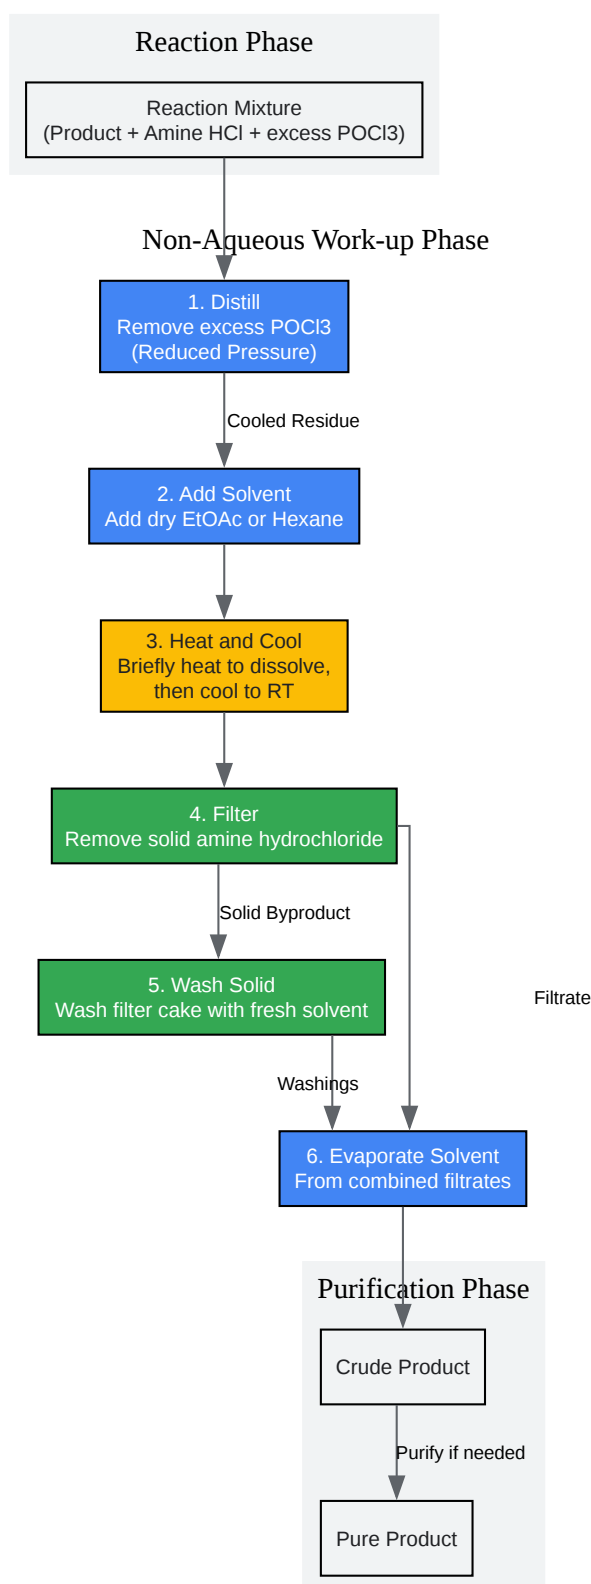 Reaction Phase
Reaction Mixture
(Product + Amine HCl + excess POCl3)
Non-Aqueous Work-up Phase
1. Distill
Remove excess POCl3
(Reduced Pressure)
Cooled Residue
2. Add Solvent
Add dry EtOAc or Hexane
3. Heat and Cool
Briefly heat to dissolve,
then cool to RT
4. Filter
Remove solid amine hydrochloride
Solid Byproduct
5. Wash Solid
Wash filter cake with fresh solvent
Filtrate
Washings
6. Evaporate Solvent
From combined filtrates
Purification Phase
Crude Product
Purify if needed
Pure Product